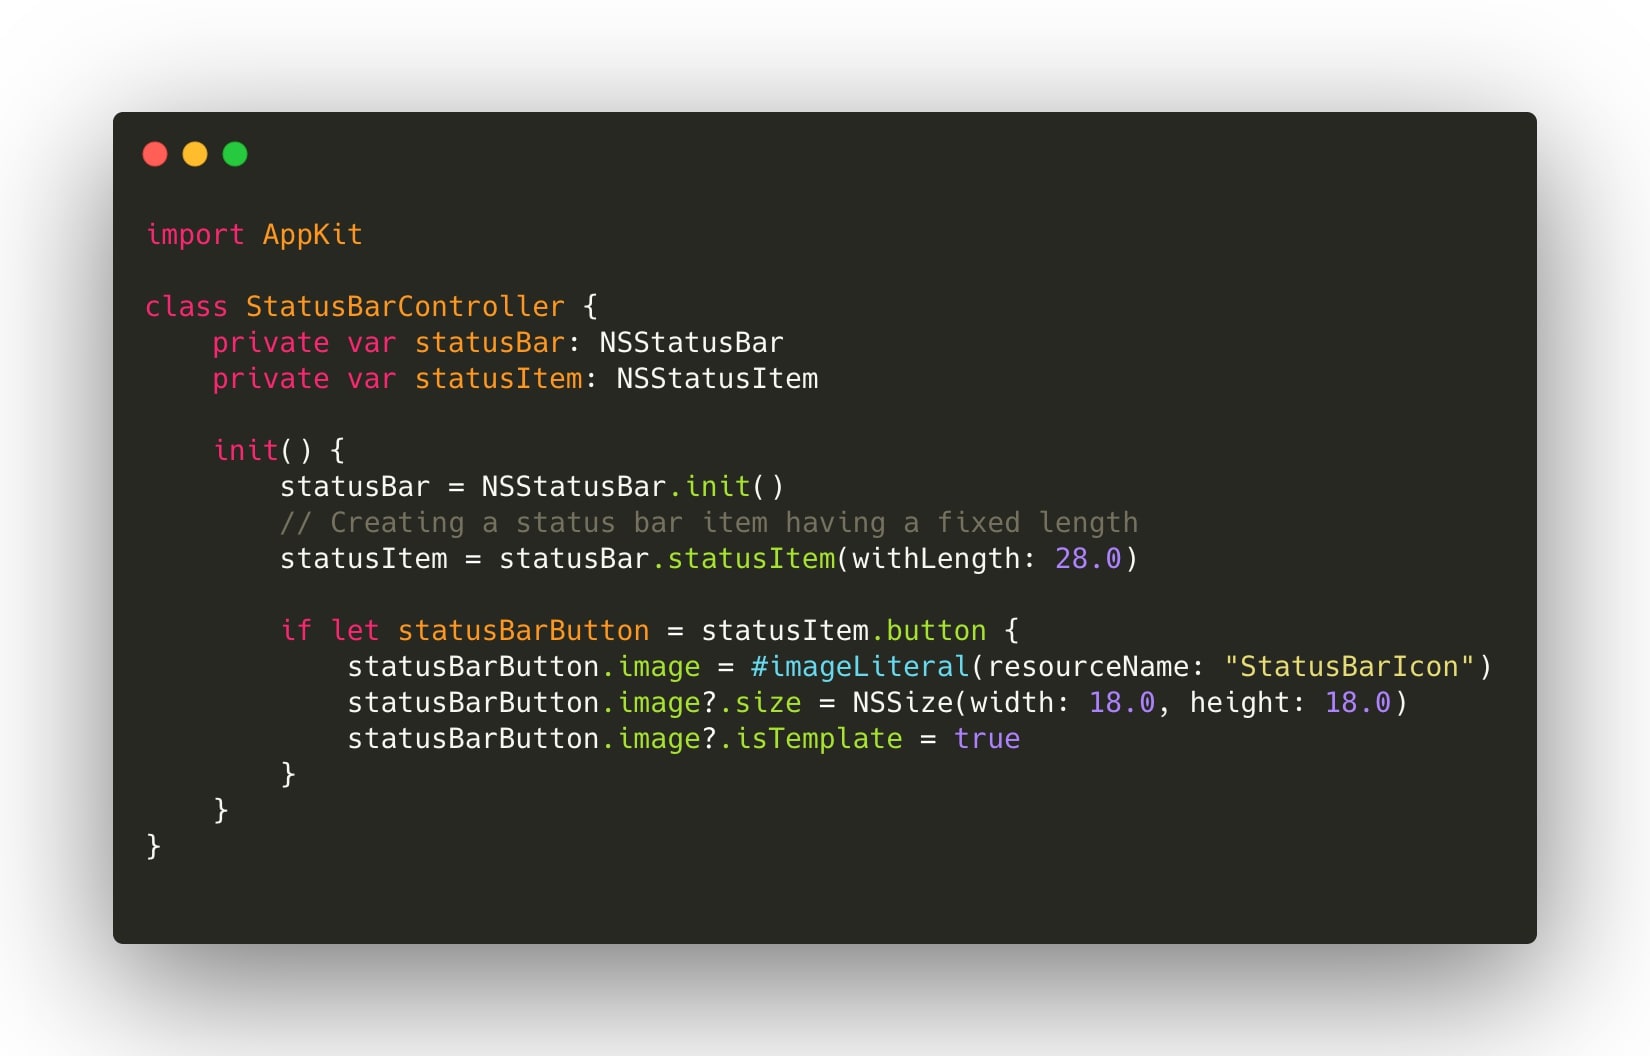 import AppKit

class StatusBarController {
    private var statusBar: NSStatusBar
    private var statusItem: NSStatusItem

    init() {
        statusBar = NSStatusBar.init()
        // Creating a status bar item having a fixed length
        statusItem = statusBar.statusItem(withLength: 28.0)

        if let statusBarButton = statusItem.button {
            statusBarButton.image = #imageLiteral(resourceName: "StatusBarIcon")
            statusBarButton.image?.size = NSSize(width: 18.0, height: 18.0)
            statusBarButton.image?.isTemplate = true
        }
    }
}